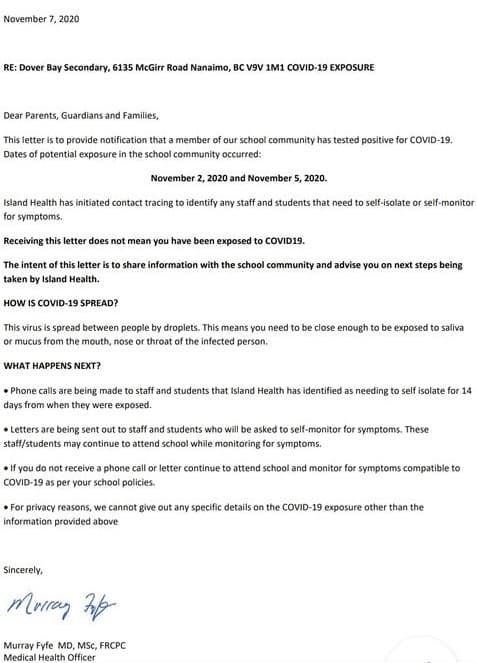 November 7, 2020
RE: Dover Bay Secondary, 6135 McGirr Road Nanaimo, BC V9V 1M1 COVID-19 EXPOSURE
Dear Parents, Guardians and Families,
This letter is to provide notification that a member of our school community has tested positive for COVID-19.
Dates of potential exposure in the school community occurred:
November 2, 2020 and November 5, 2020.
Island Health has initiated contact tracing to identify any staff and students that need to self-isolate or self-monitor
for symptoms.
Receiving this letter does not mean you have been exposed to COVID19.
The intent of this letter is to share information with the school community and advise you on next steps being
taken by Island Health.
HOW IS COVID-19 SPREAD?
This virus is spread between people by droplets. This means you need to be close enough to be exposed to saliva
or mucus from the mouth, nose or throat of the infected person.
WHAT HAPPENS NEXT?
• Phone calls are being made to staff and students that Island Health has identified as needing to self isolate for 14
days from when they were exposed.
• Letters are being sent out to staff and students who will be asked to self-monitor for symptoms. These
staff/students may continue to attend school while monitoring for symptoms.
• If you do not receive a phone call or letter continue to attend school and monitor for symptoms compatible to
COVID-19 as per your school policies.
• For privacy reasons, we cannot give out any specific details on the COVID-19 exposure other than the
information provided above
Sincerely,
Murray Fyfe
Murray Fyfe MD, MSc, FRCPC
Medical Health Officer